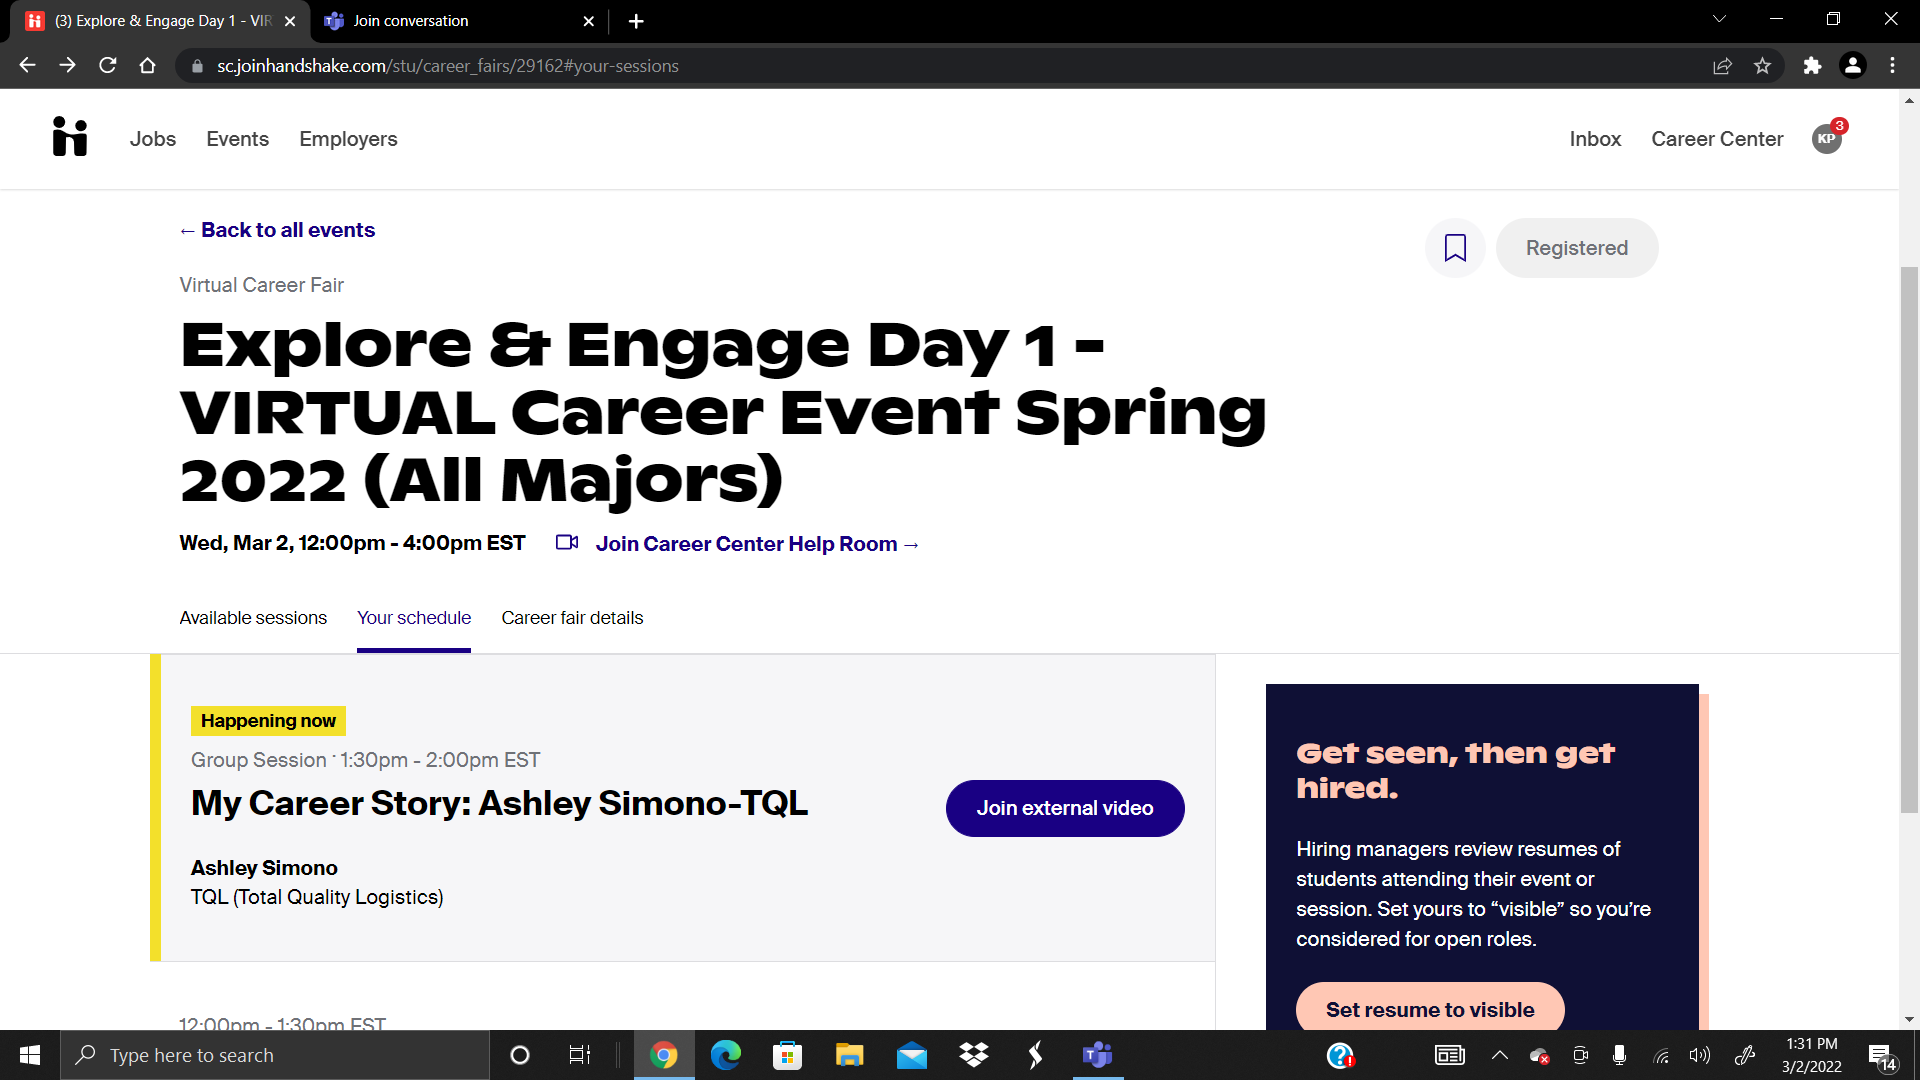 (3) Explore & Engage Day 1 - VIR
Join conversation
sc.joinhandshake.com/stu/career_fairs/29162#your-sessions
Jobs
Events
Employers
Inbox
Career Center
KP
3
← Back to all events
Registered
Virtual Career Fair
Explore & Engage Day 1 -
VIRTUAL Career Event Spring
2022 (All Majors)
Wed, Mar 2, 12:00pm - 4:00pm EST
Join Career Center Help Room →
Available sessions
Your schedule
Career fair details
Happening now
Group Session · 1:30pm - 2:00pm EST
My Career Story: Ashley Simono-TQL
Join external video
Ashley Simono
TQL (Total Quality Logistics)
Get seen, then get
hired.
Hiring managers review resumes of
students attending their event or
session. Set yours to “visible” so you’re
considered for open roles.
Set resume to visible
12:00pm - 1:30pm EST
Type here to search
1:31 PM
3/2/2022
14